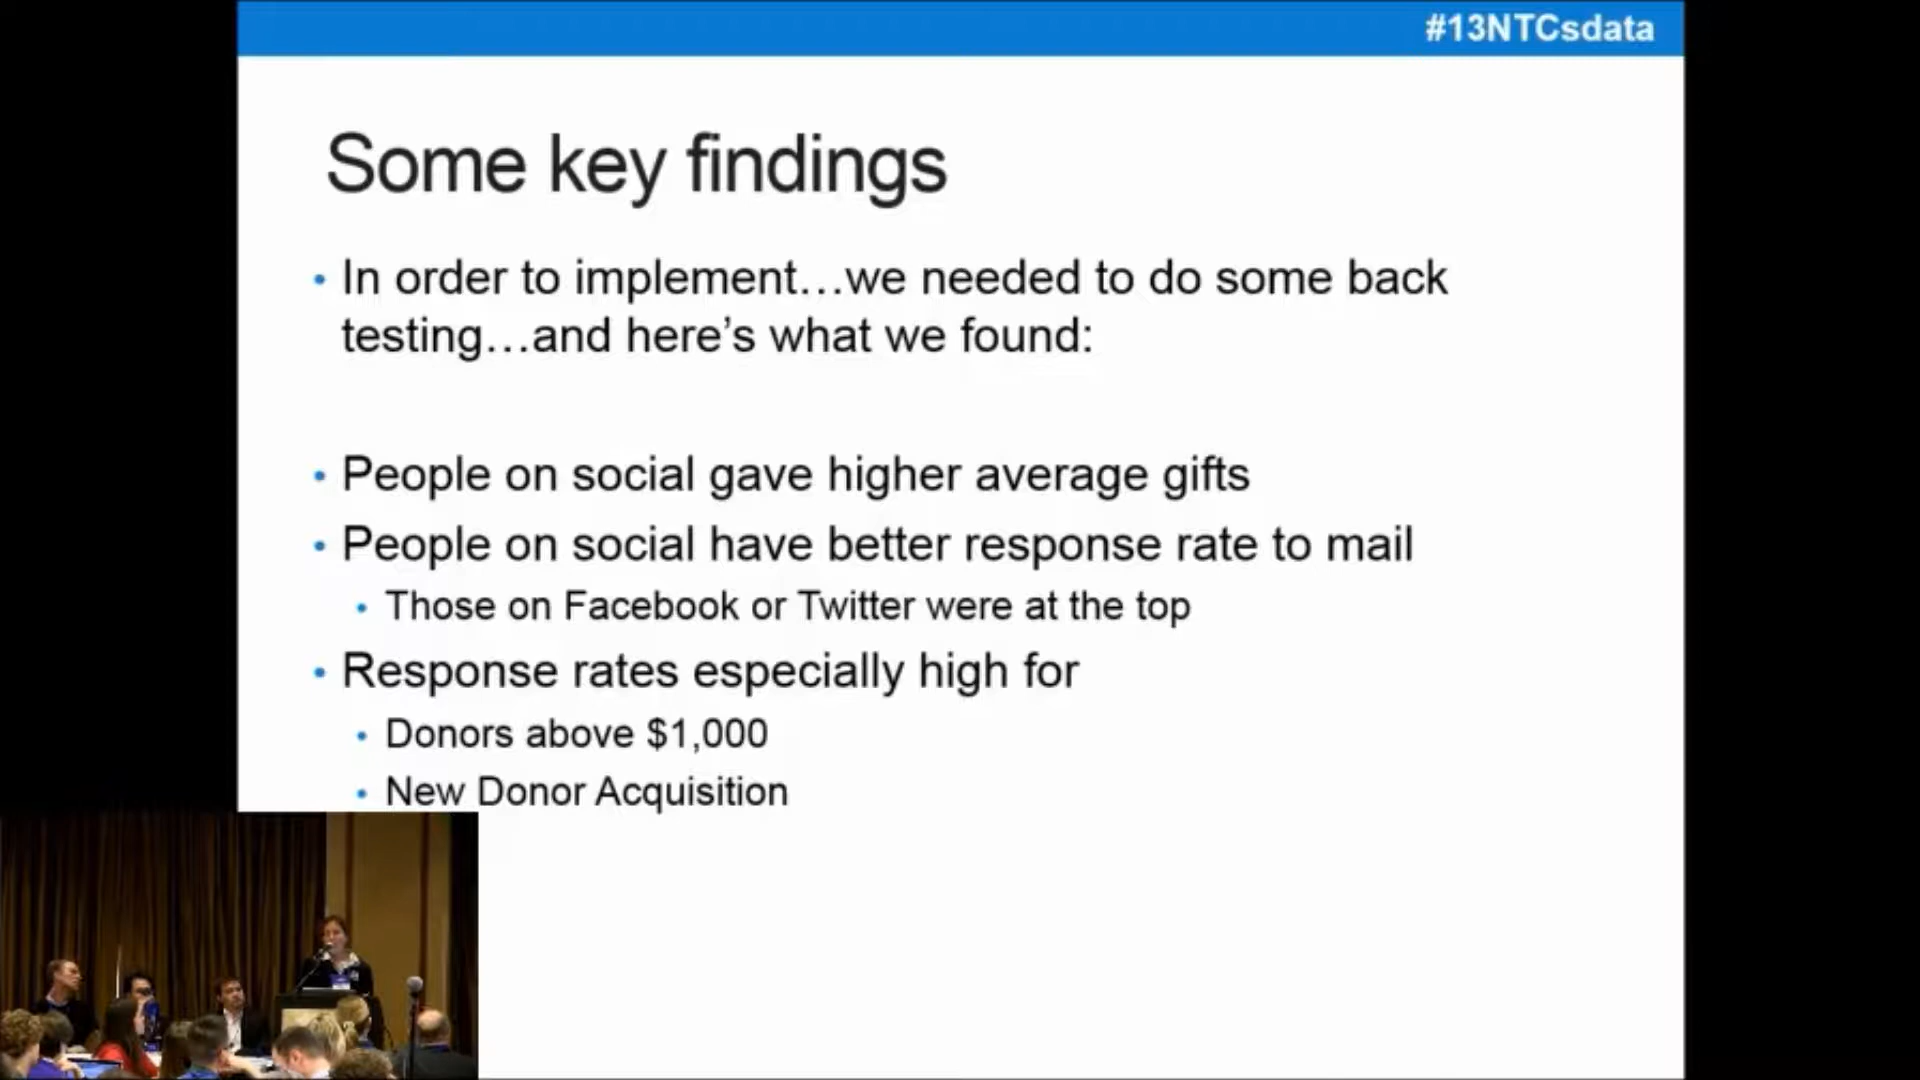 #13NTCsdata
Some key findings
• In order to implement…we needed to do some back
testing…and here’s what we found:
• People on social gave higher average gifts
• People on social have better response rate to mail
• Those on Facebook or Twitter were at the top
• Response rates especially high for
• Donors above $1,000
• New Donor Acquisition